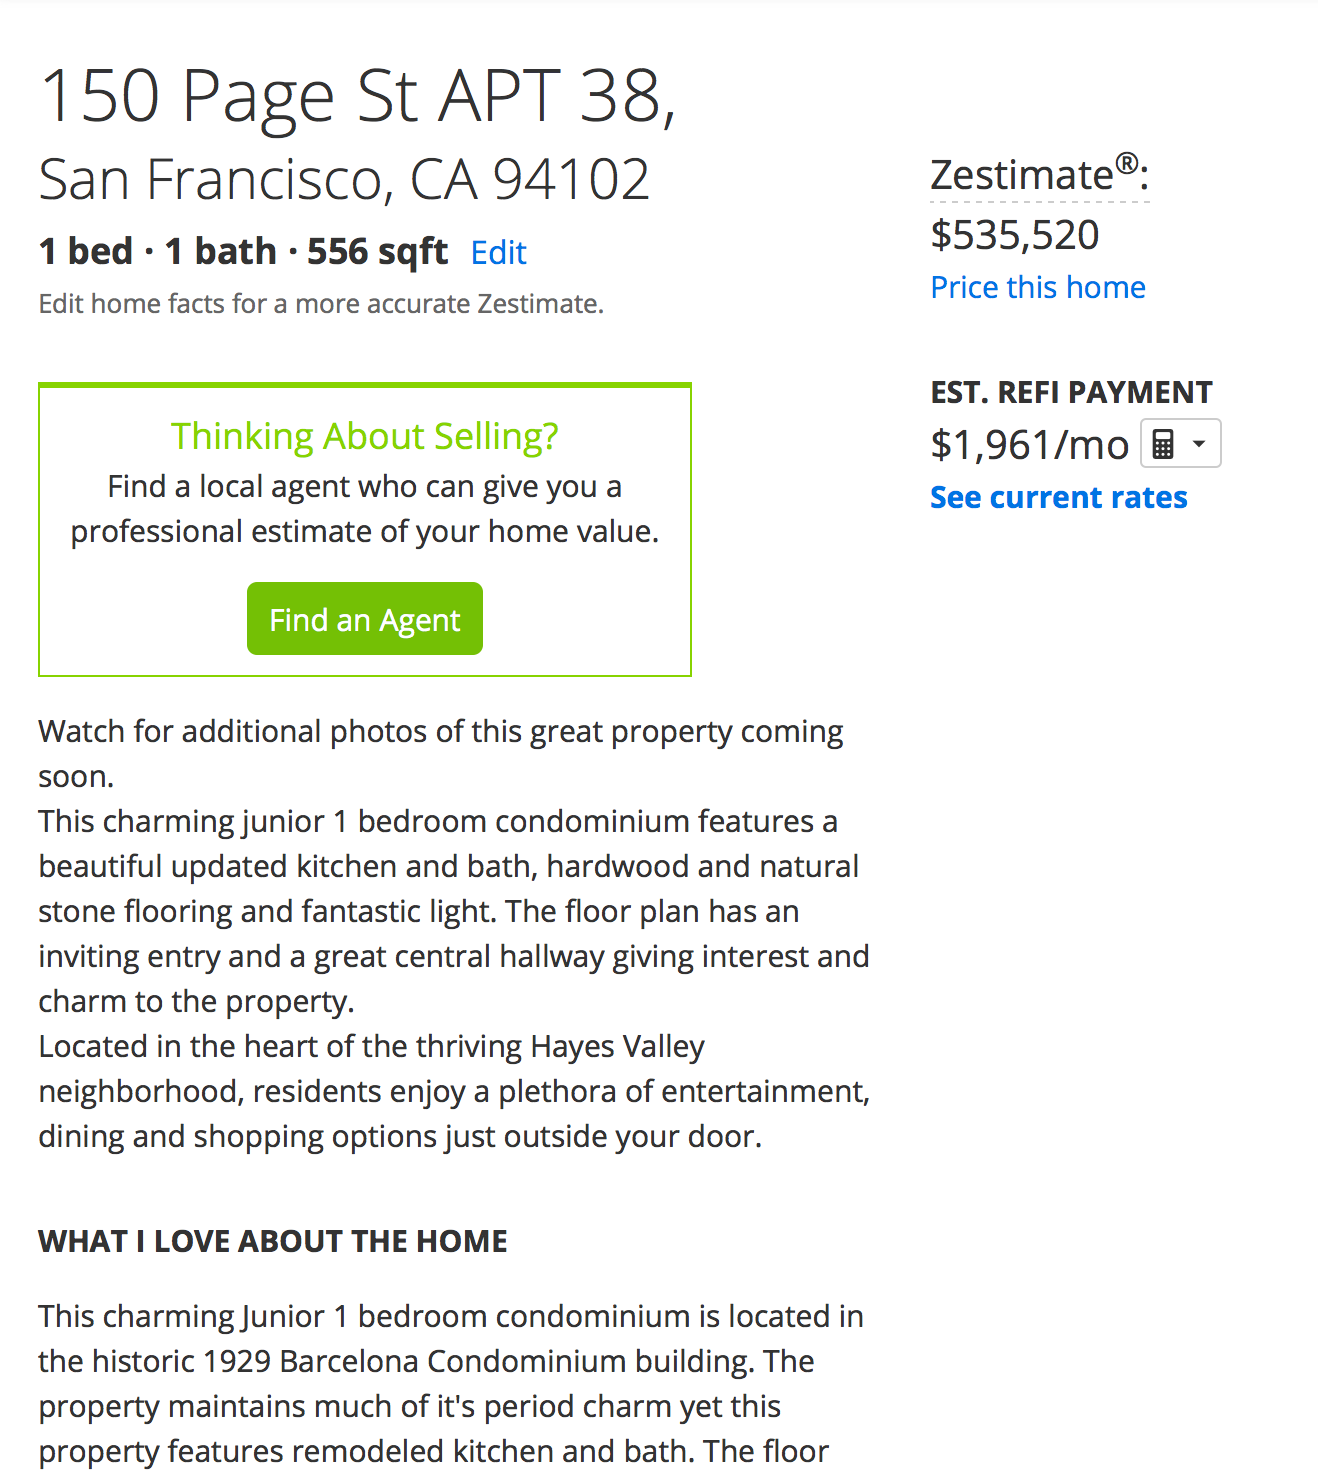 150 Page St APT 38,
San Francisco, CA 94102
1 bed · 1 bath · 556 sqft Edit
Edit home facts for a more accurate Zestimate.
Zestimate®:
$535,520
Price this home
EST. REFI PAYMENT
$1,961/mo
See current rates
Thinking About Selling?
Find a local agent who can give you a
professional estimate of your home value.
Find an Agent
Watch for additional photos of this great property coming
soon.
This charming junior 1 bedroom condominium features a
beautiful updated kitchen and bath, hardwood and natural
stone flooring and fantastic light. The floor plan has an
inviting entry and a great central hallway giving interest and
charm to the property.
Located in the heart of the thriving Hayes Valley
neighborhood, residents enjoy a plethora of entertainment,
dining and shopping options just outside your door.
WHAT I LOVE ABOUT THE HOME
This charming Junior 1 bedroom condominium is located in
the historic 1929 Barcelona Condominium building. The
property maintains much of it's period charm yet this
property features remodeled kitchen and bath. The floor